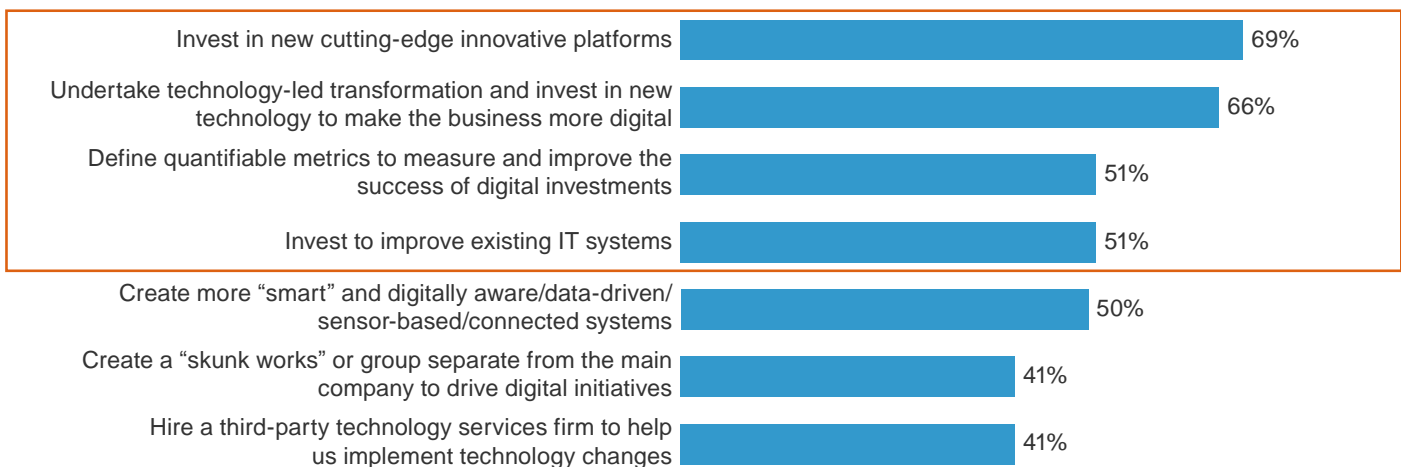 Invest in new cutting-edge innovative platforms
69%
Undertake technology-led transformation and invest in new
technology to make the business more digital
66%
Define quantifiable metrics to measure and improve the
success of digital investments
51%
Invest to improve existing IT systems
51%
Create more “smart” and digitally aware/data-driven/
sensor-based/connected systems
50%
Create a “skunk works” or group separate from the main
company to drive digital initiatives
41%
Hire a third-party technology services firm to help
us implement technology changes
41%